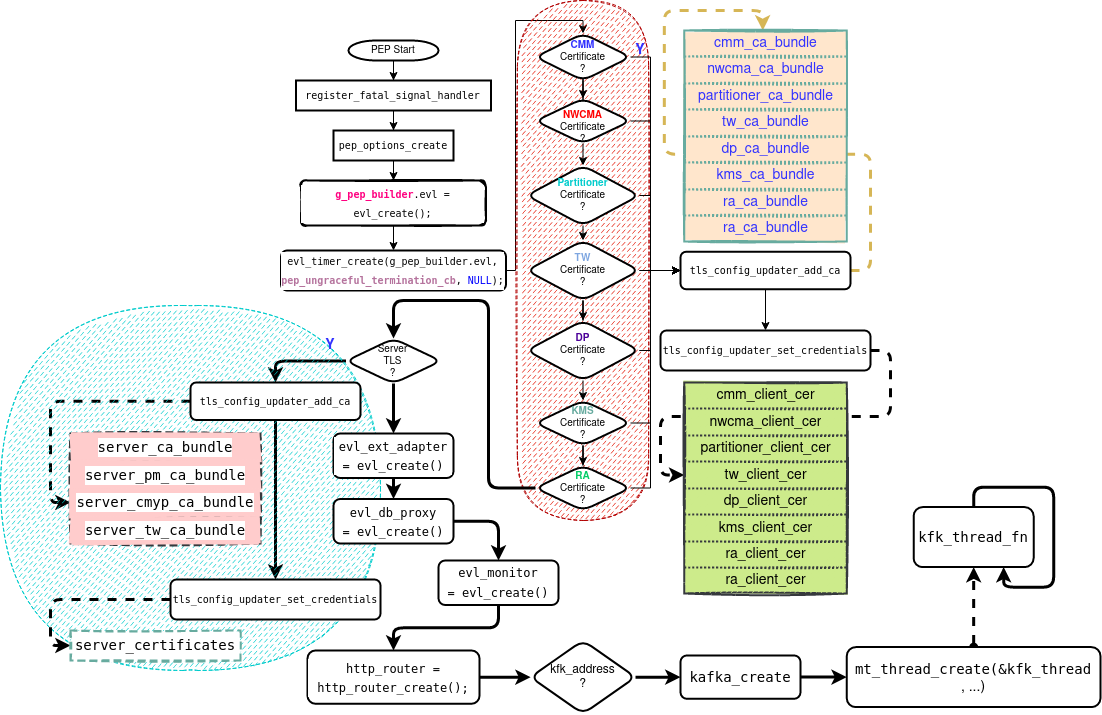 PEP Start
register_fatal_signal_handler
pep_options_create
g_pep_builder.evl =
evl_create();
evl_timer_create(g_pep_builder.evl,
pep_ungraceful_termination_cb, NULL);
CMM
Certificate
?
Y
NWCMA
Certificate
?
Partitioner
Certificate
?
TW
Certificate
?
DP
Certificate
?
KMS
Certificate
?
RA
Certificate
?
cmm_ca_bundle
nwcma_ca_bundle
partitioner_ca_bundle
tw_ca_bundle
dp_ca_bundle
kms_ca_bundle
ra_ca_bundle
ra_ca_bundle
tls_config_updater_add_ca
tls_config_updater_set_credentials
cmm_client_cer
nwcma_client_cer
partitioner_client_cer
tw_client_cer
dp_client_cer
kms_client_cer
ra_client_cer
ra_client_cer
Server
TLS
?
Y
tls_config_updater_add_ca
server_ca_bundle
server_pm_ca_bundle
server_cmyp_ca_bundle
server_tw_ca_bundle
tls_config_updater_set_credentials
server_certificates
evl_ext_adapter
= evl_create()
evl_db_proxy
= evl_create()
evl_monitor
= evl_create()
http_router =
http_router_create();
kfk_address
?
kafka_create
mt_thread_create(&kfk_thread
, ...)
kfk_thread_fn